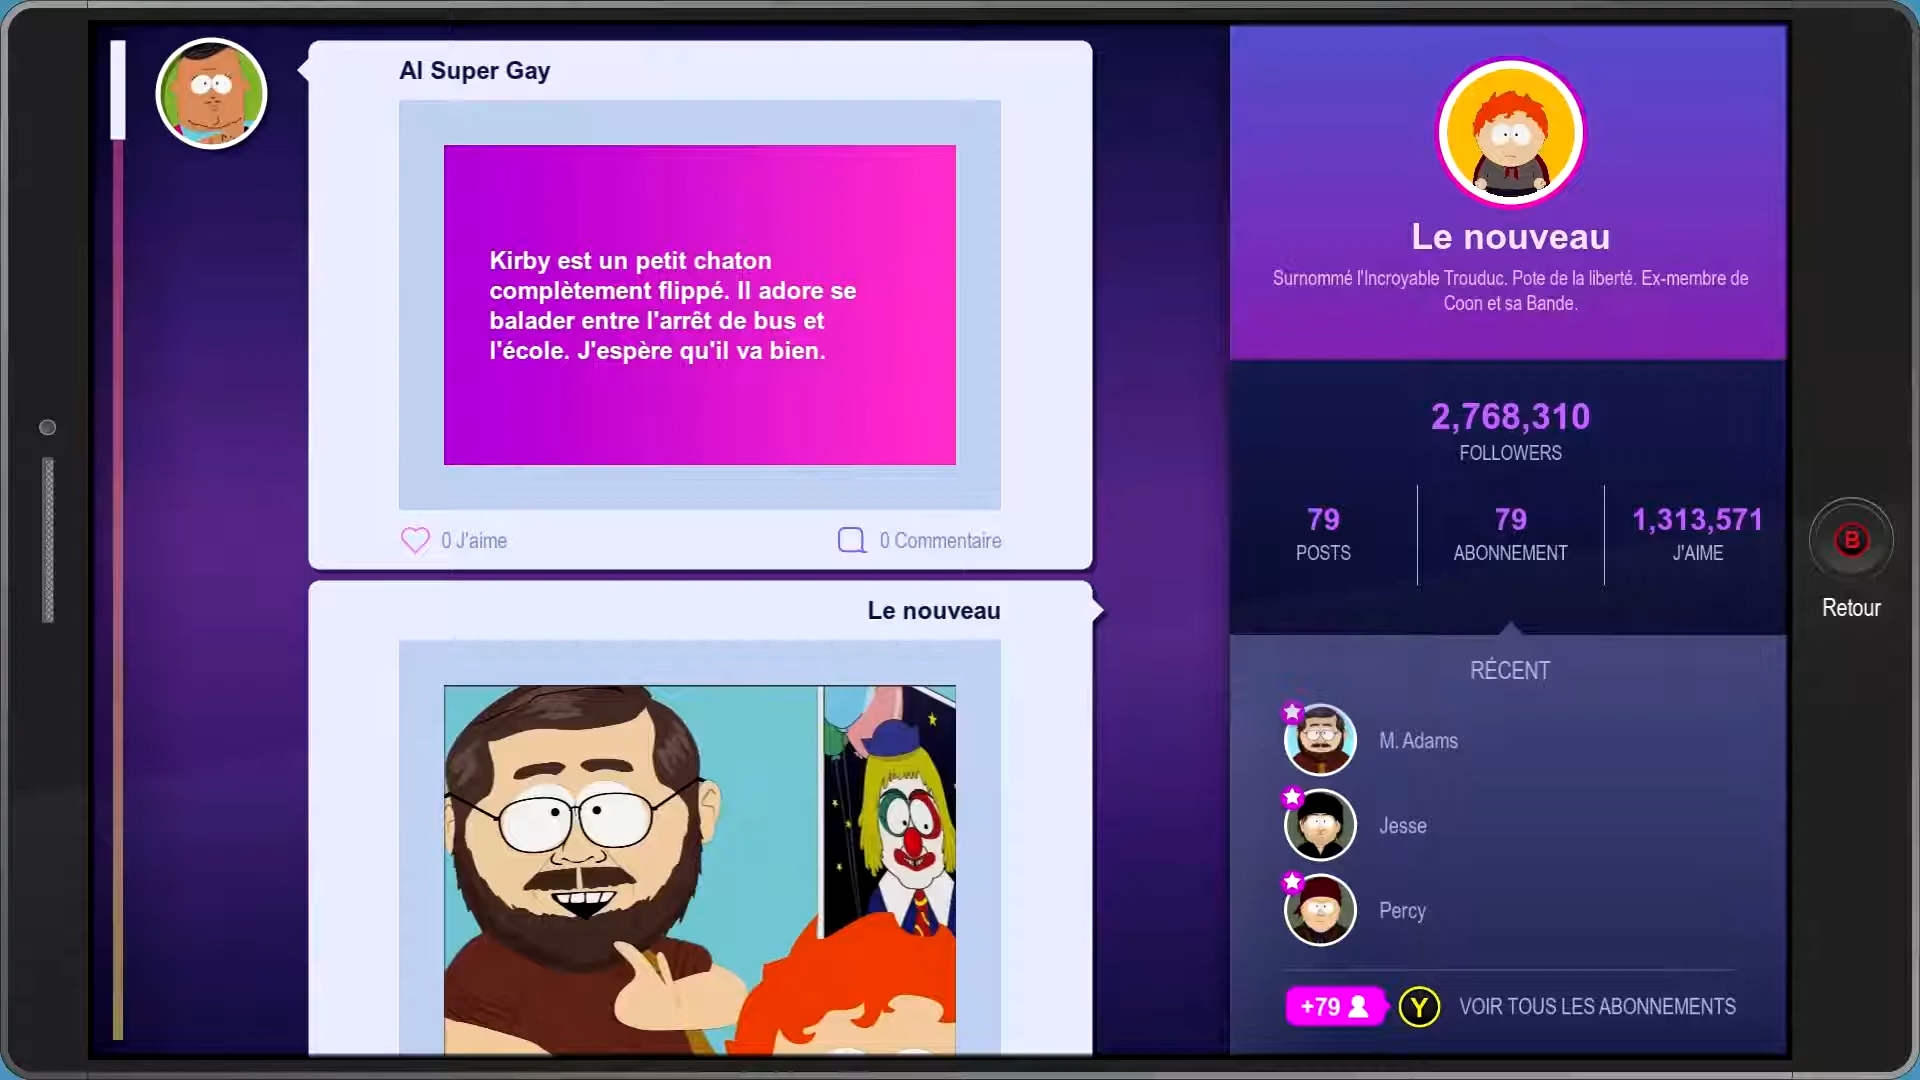 Al Super Gay
Kirby est un petit chaton
complètement flippé. Il adore se
balader entre l'arrêt de bus et
l'école. J'espère qu'il va bien.
0 J'aime
0 Commentaire
Le nouveau
Le nouveau
Surnommé l'Incroyable Trouduc. Pote de la liberté. Ex-membre de
Coon et sa Bande.
2,768,310
FOLLOWERS
79
POSTS
79
ABONNEMENT
1,313,571
J'AIME
RÉCENT
M. Adams
Jesse
Percy
+79
Y
VOIR TOUS LES ABONNEMENTS
B
Retour